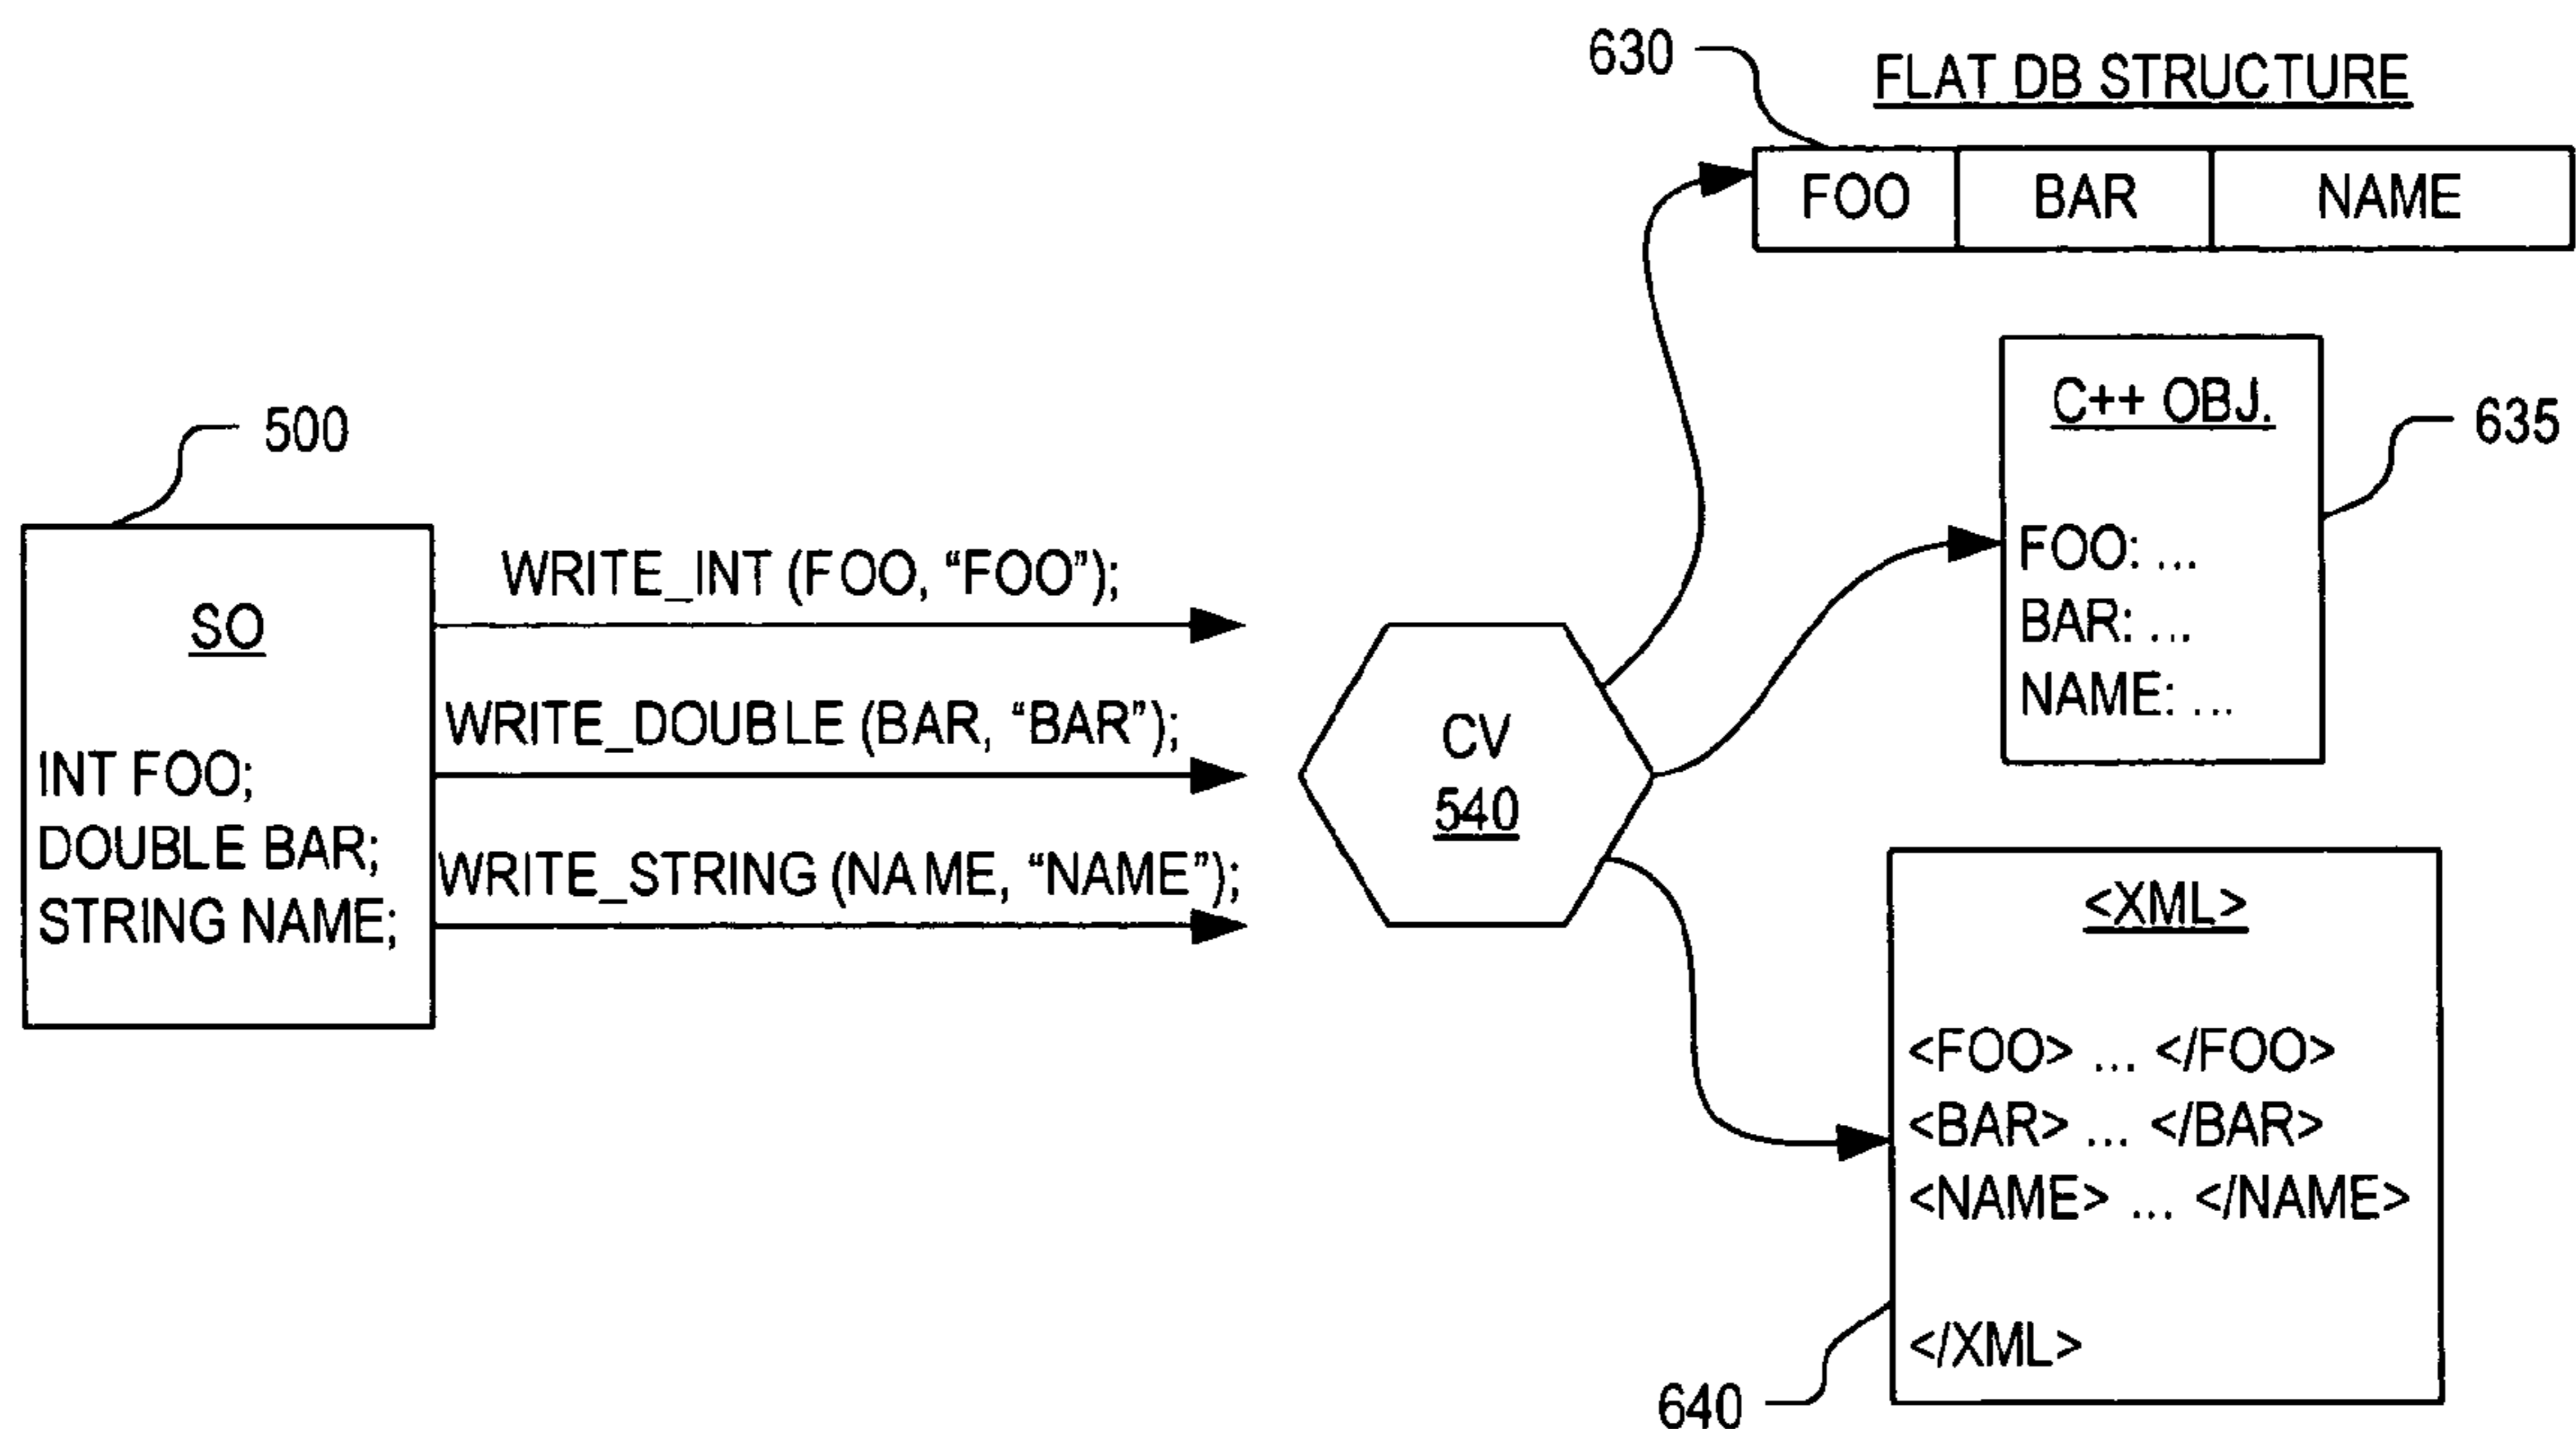 630
FLAT DB STRUCTURE
FOO BAR NAME
500
SO
INT FOO;
DOUBLE BAR;
STRING NAME;
WRITE_INT (FOO, “FOO”);
WRITE_DOUBLE (BAR, “BAR”);
WRITE_STRING (NAME, “NAME”);
CV
540
C++ OBJ.
FOO: ...
BAR: ...
NAME: ...
635
<XML>
<FOO> ... </FOO>
<BAR> ... </BAR>
<NAME> ... </NAME>
</XML>
640